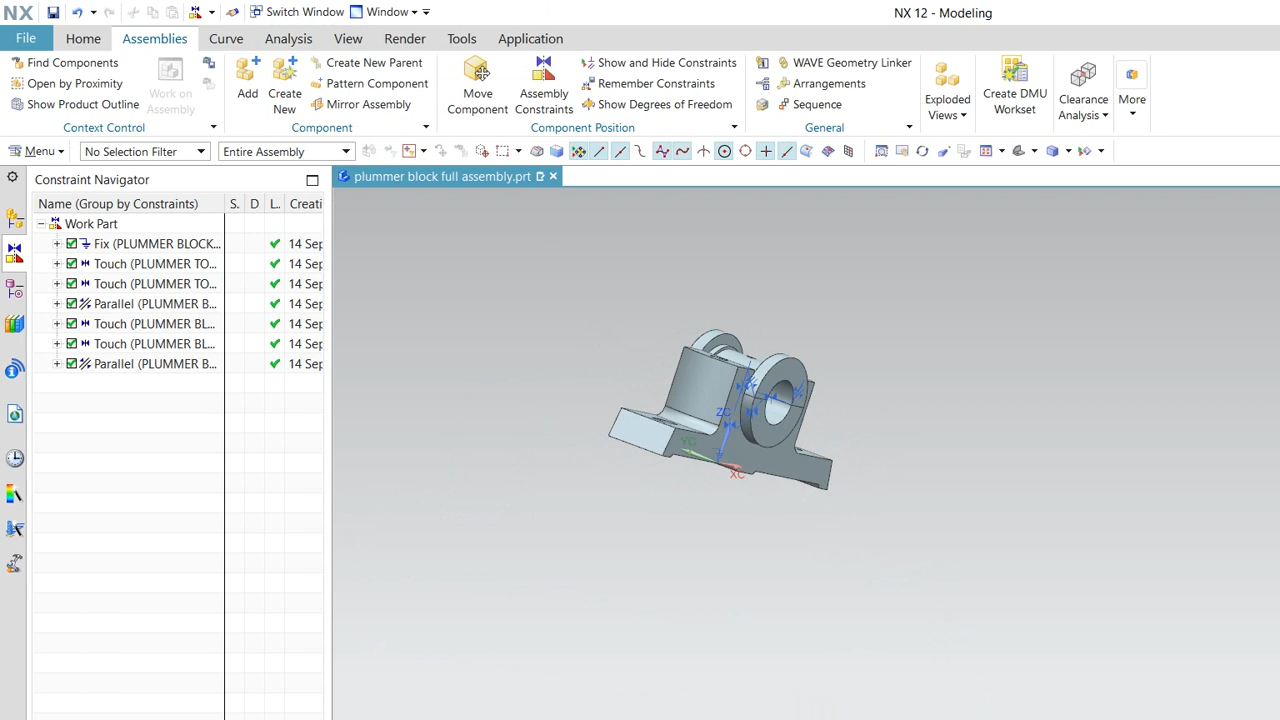 NX
Switch Window
Window
NX 12 - Modeling
File
Home
Assemblies
Curve
Analysis
View
Render
Tools
Application
Find Components
Open by Proximity
Show Product Outline
Work on
Assembly
Context Control
Add
Create
New
Create New Parent
Pattern Component
Mirror Assembly
Component
Move
Component
Assembly
Constraints
Show and Hide Constraints
Remember Constraints
Show Degrees of Freedom
Component Position
WAVE Geometry Linker
Arrangements
Sequence
General
Exploded
Views
Create DMU
Workset
Clearance
Analysis
More
Menu
No Selection Filter
Entire Assembly
Constraint Navigator
plummer block full assembly.prt
Name (Group by Constraints) S. D L. Creati
Work Part
Fix (PLUMMER BLOCK... 14 Sep
Touch (PLUMMER TO... 14 Sep
Touch (PLUMMER TO... 14 Sep
Parallel (PLUMMER B... 14 Sep
Touch (PLUMMER BL... 14 Sep
Touch (PLUMMER BL... 14 Sep
Parallel (PLUMMER B... 14 Sep
ZC
YC
XC